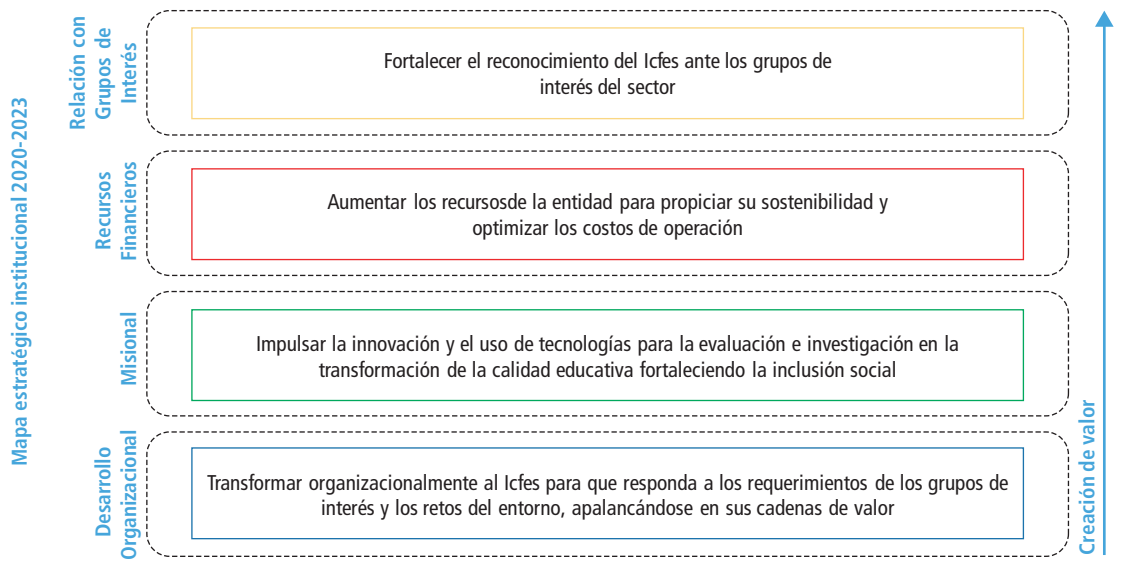 Mapa estratégico institucional 2020-2023
Relación con
Grupos de
Interés
Fortalecer el reconocimiento del Icfes ante los grupos de
interés del sector
Recursos
Financieros
Aumentar los recursosde la entidad para propiciar su sostenibilidad y
optimizar los costos de operación
Misional
Impulsar la innovación y el uso de tecnologías para la evaluación e investigación en la
transformación de la calidad educativa fortaleciendo la inclusión social
Desarrollo
Organizacional
Transformar organizacionalmente al Icfes para que responda a los requerimientos de los grupos de
interés y los retos del entorno, apalancándose en sus cadenas de valor
Creación de valor